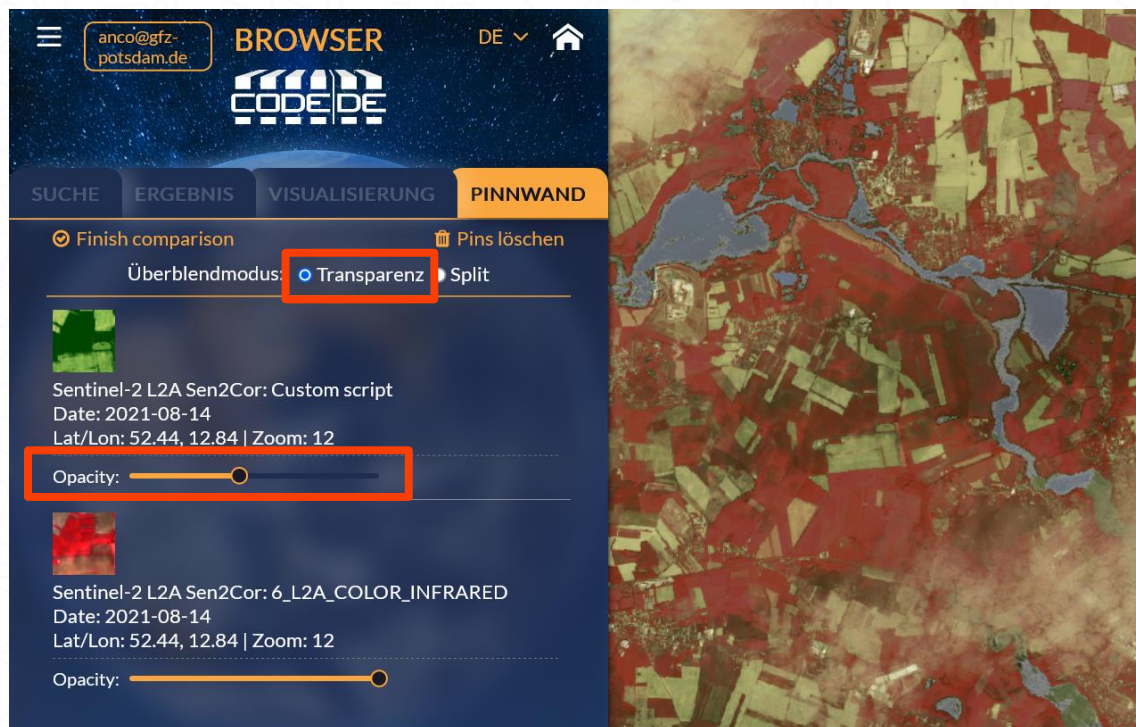 anco@gfz-
potsdam.de
BROWSER
DE
CODE DE
SUCHE ERGEBNIS VISUALISIERUNG PINNWAND
Finish comparison Pins löschen
Überblendmodus: Transparenz Split
Sentinel-2 L2A Sen2Cor: Custom script
Date: 2021-08-14
Lat/Lon: 52.44, 12.84 | Zoom: 12
Opacity:
Sentinel-2 L2A Sen2Cor: 6_L2A_COLOR_INFRARED
Date: 2021-08-14
Lat/Lon: 52.44, 12.84 | Zoom: 12
Opacity: